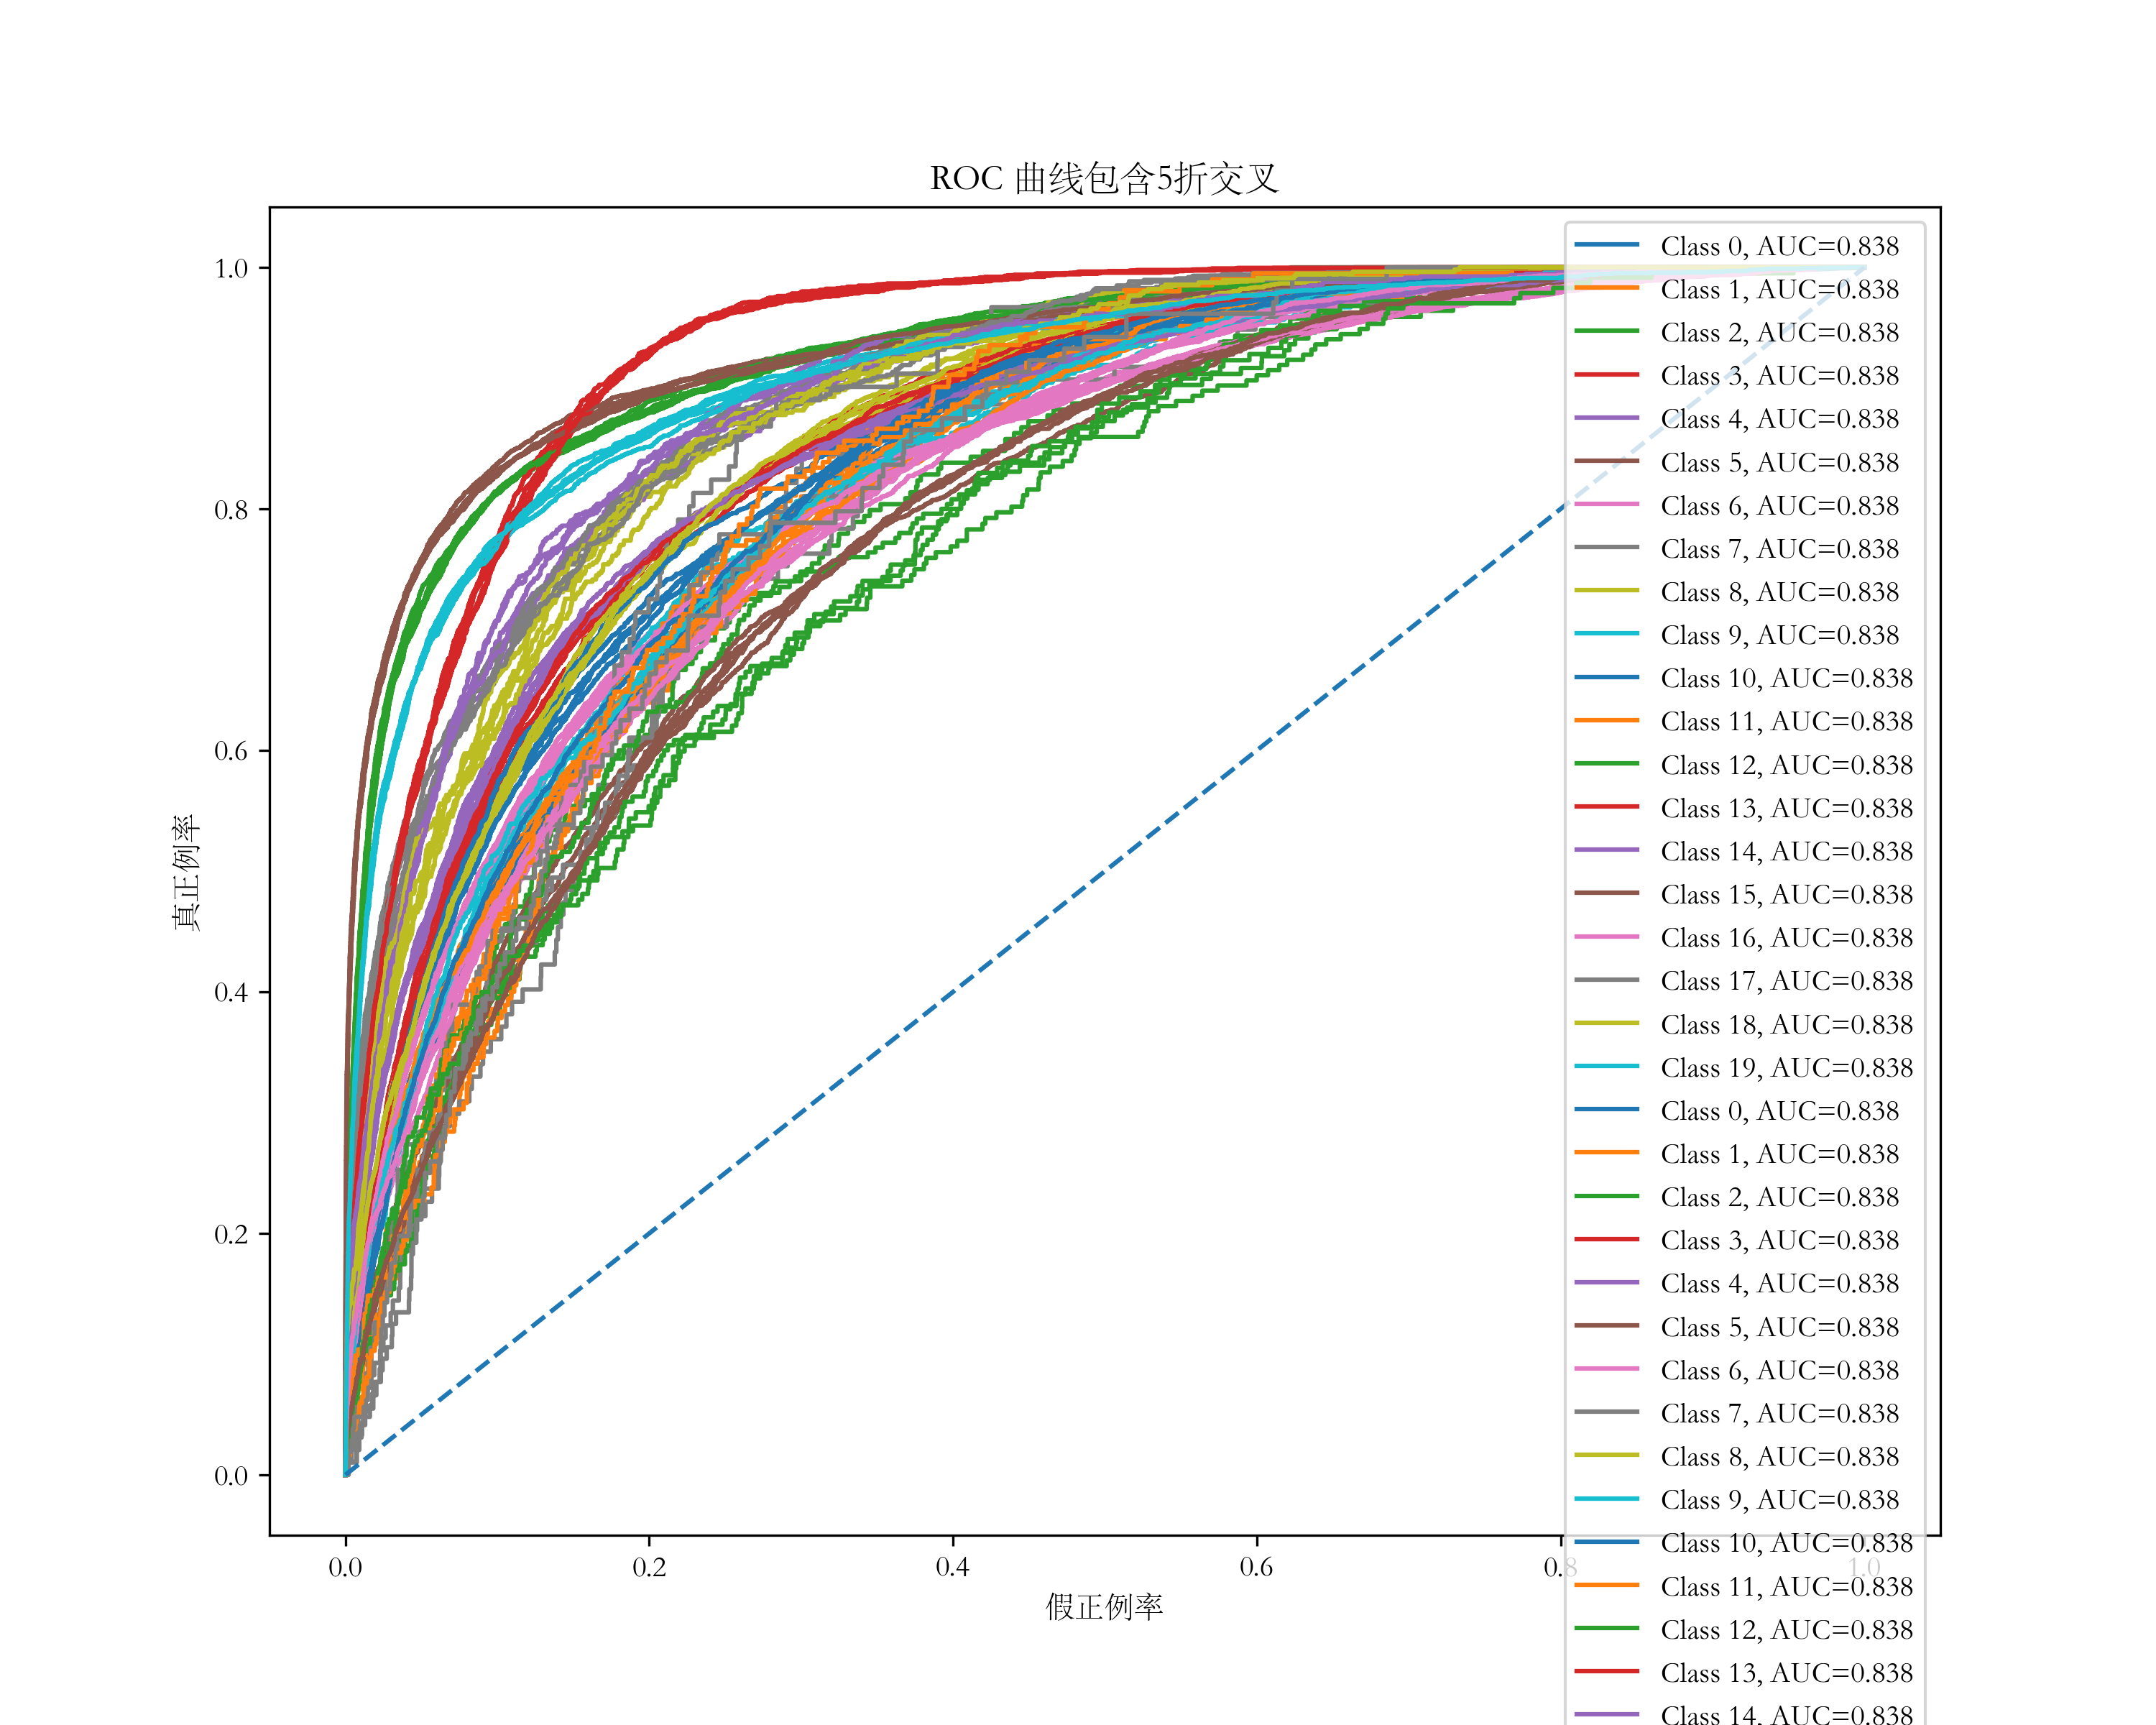 ROC 曲线包含5折交叉
真正例率
1.0
0.8
0.6
0.4
0.2
0.0
0.0 0.2 0.4 0.6 0.8 1.0
假正例率
Class 0, AUC=0.838
Class 1, AUC=0.838
Class 2, AUC=0.838
Class 3, AUC=0.838
Class 4, AUC=0.838
Class 5, AUC=0.838
Class 6, AUC=0.838
Class 7, AUC=0.838
Class 8, AUC=0.838
Class 9, AUC=0.838
Class 10, AUC=0.838
Class 11, AUC=0.838
Class 12, AUC=0.838
Class 13, AUC=0.838
Class 14, AUC=0.838
Class 15, AUC=0.838
Class 16, AUC=0.838
Class 17, AUC=0.838
Class 18, AUC=0.838
Class 19, AUC=0.838
Class 0, AUC=0.838
Class 1, AUC=0.838
Class 2, AUC=0.838
Class 3, AUC=0.838
Class 4, AUC=0.838
Class 5, AUC=0.838
Class 6, AUC=0.838
Class 7, AUC=0.838
Class 8, AUC=0.838
Class 9, AUC=0.838
Class 10, AUC=0.838
Class 11, AUC=0.838
Class 12, AUC=0.838
Class 13, AUC=0.838
Class 14, AUC=0.838